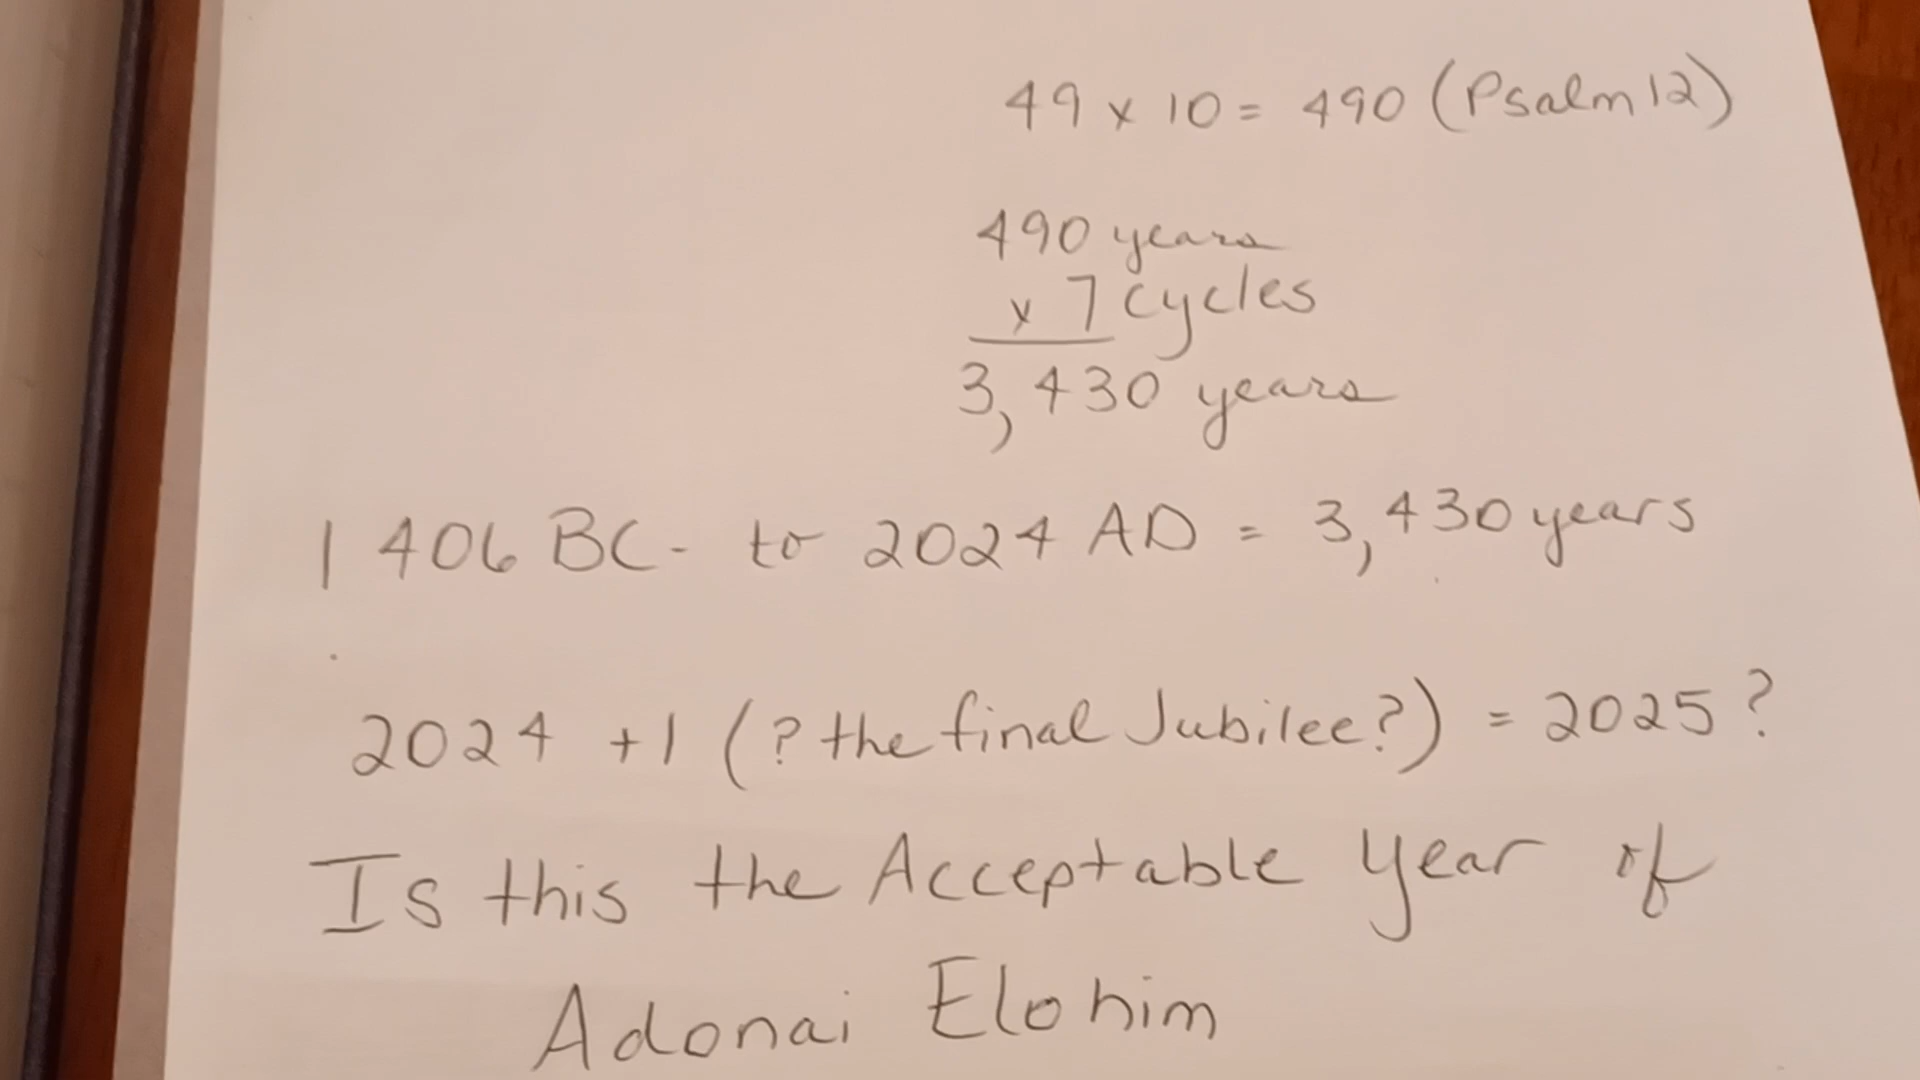 49 x 10 = 490 (Psalm 12)
490 years
x 7 cycles
3,430 years
1406 BC - to 2024 AD = 3,430 years
2024 +1 (? the final Jubilee?) = 2025?
Is this the Acceptable Year of
Adonai Elohim